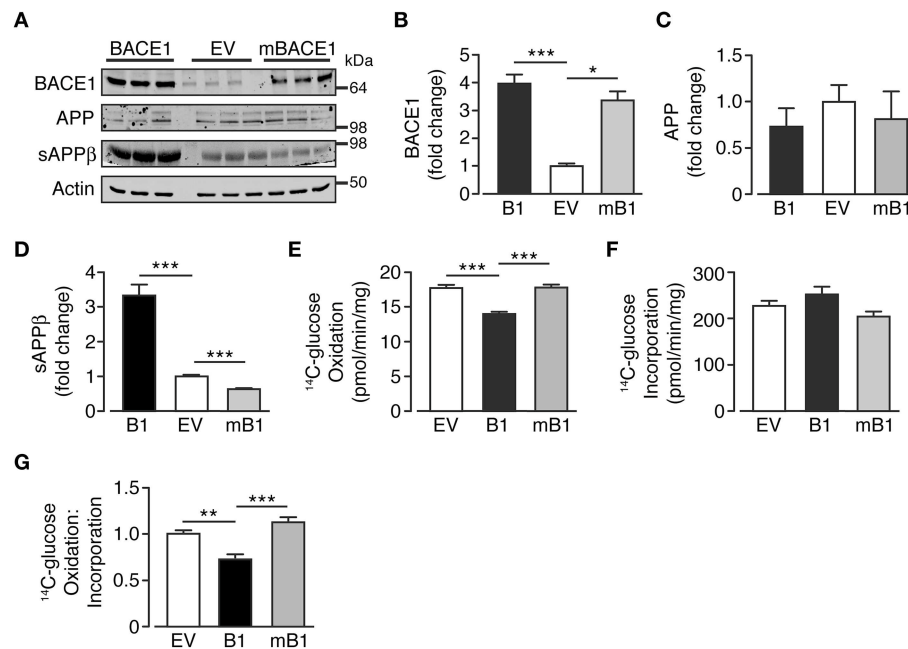 A
BACE1 EV mBACE1
kDa
BACE1
64
APP
98
98
sAPPβ
50
Actin
B
BACE1
(fold change)
5
4
3
2
1
0
***
*
B1 EV mB1
C
APP
(fold change)
1.5
1.0
0.5
0
B1 EV mB1
D
sAPPβ
(fold change)
4
3
2
1
0
***
***
B1 EV mB1
E
¹⁴C-glucose
Oxidation
(pmol/min/mg)
20
15
10
5
0
*** ***
EV B1 mB1
F
¹⁴C-glucose
Incorporation
(pmol/min/mg)
300
200
100
0
EV B1 mB1
G
¹⁴C-glucose
Oxidation:
Incorporation
1.5
1.0
0.5
0
** ***
EV B1 mB1